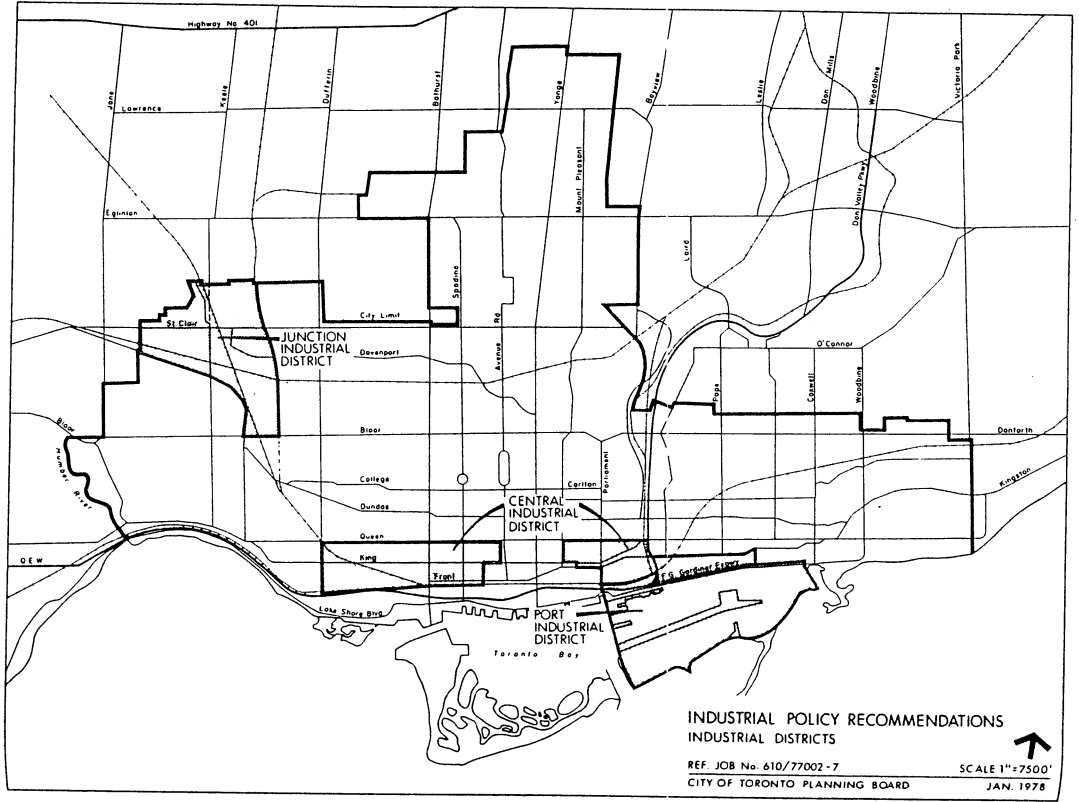 Highway No 401
Jane
Keele
Dufferin
Bathurst
Yonge
Bayview
Leslie
Don Mills
Woodbine
Victoria Park
Lawrence
Mount Pleasant
Don Valley Pkwy.
Eglinton
Laird
Spadina
Avenue Rd
City Limit
St. Clair
JUNCTION
INDUSTRIAL
DISTRICT
Davenport
O'Connor
Pape
Coxwell
Woodbine
Bloor
Bloor
Danforth
Humber River
Parliament
Kingston
College
Carlton
Dundas
CENTRAL
INDUSTRIAL
DISTRICT
Queen
King
Front
QEW
F.G. Gardiner Expwy
Lake Shore Blvd.
PORT
INDUSTRIAL
DISTRICT
Toronto Bay
INDUSTRIAL POLICY RECOMMENDATIONS
INDUSTRIAL DISTRICTS
REF. JOB No. 610/77002-7
SCALE 1"=7500'
CITY OF TORONTO PLANNING BOARD
JAN. 1978